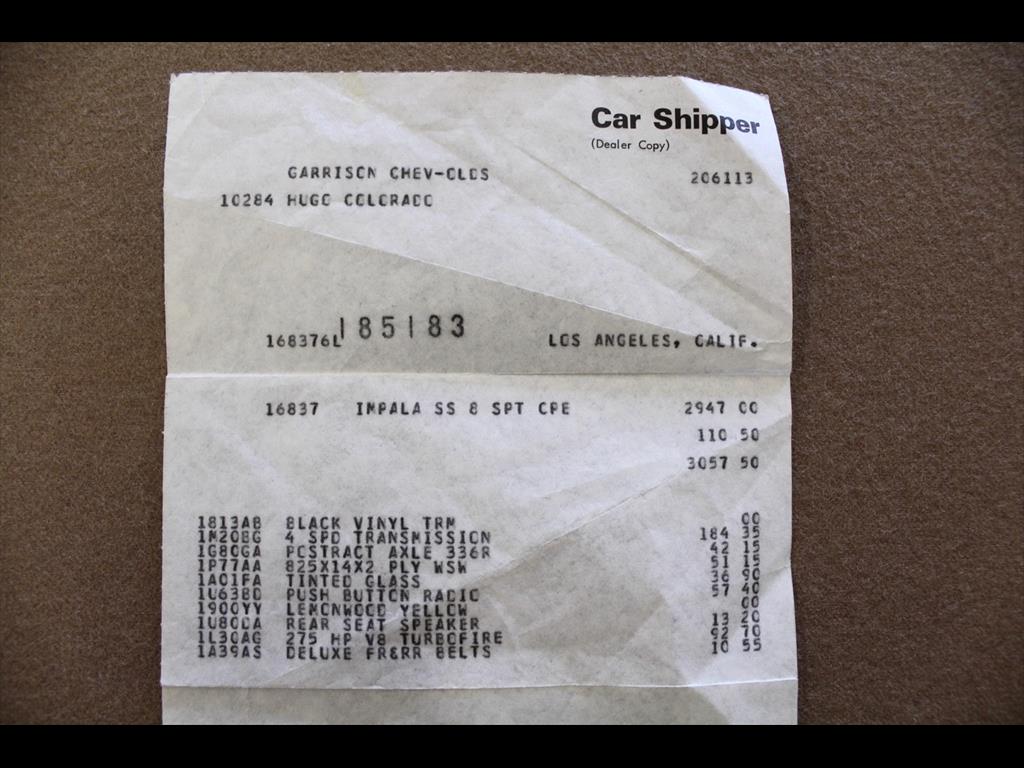 Car Shipper
(Dealer Copy)
GARRISON CHEV-OLDS 206113
10284 HUGO COLORADO
168376L185183 LOS ANGELES, CALIF.
16837 IMPALA SS 8 SPT CPE 2947 00
110 50
3057 50
1813AB BLACK VINYL TRM 00
1M20BG 4 SPD TRANSMISSION 184 35
1G80GA POSTRACT AXLE 336R 42 15
1P77AA 825X14X2 PLY WSW 51 15
1A01FA TINTED GLASS 36 90
1U63BD PUSH BUTTON RADIO 57 40
1900YY LEMONWOOD YELLOW 00
1U80CA REAR SEAT SPEAKER 13 20
1L30AG 275 HP V8 TURBOFIRE 92 70
1A39AS DELUXE FR&RR BELTS 10 55